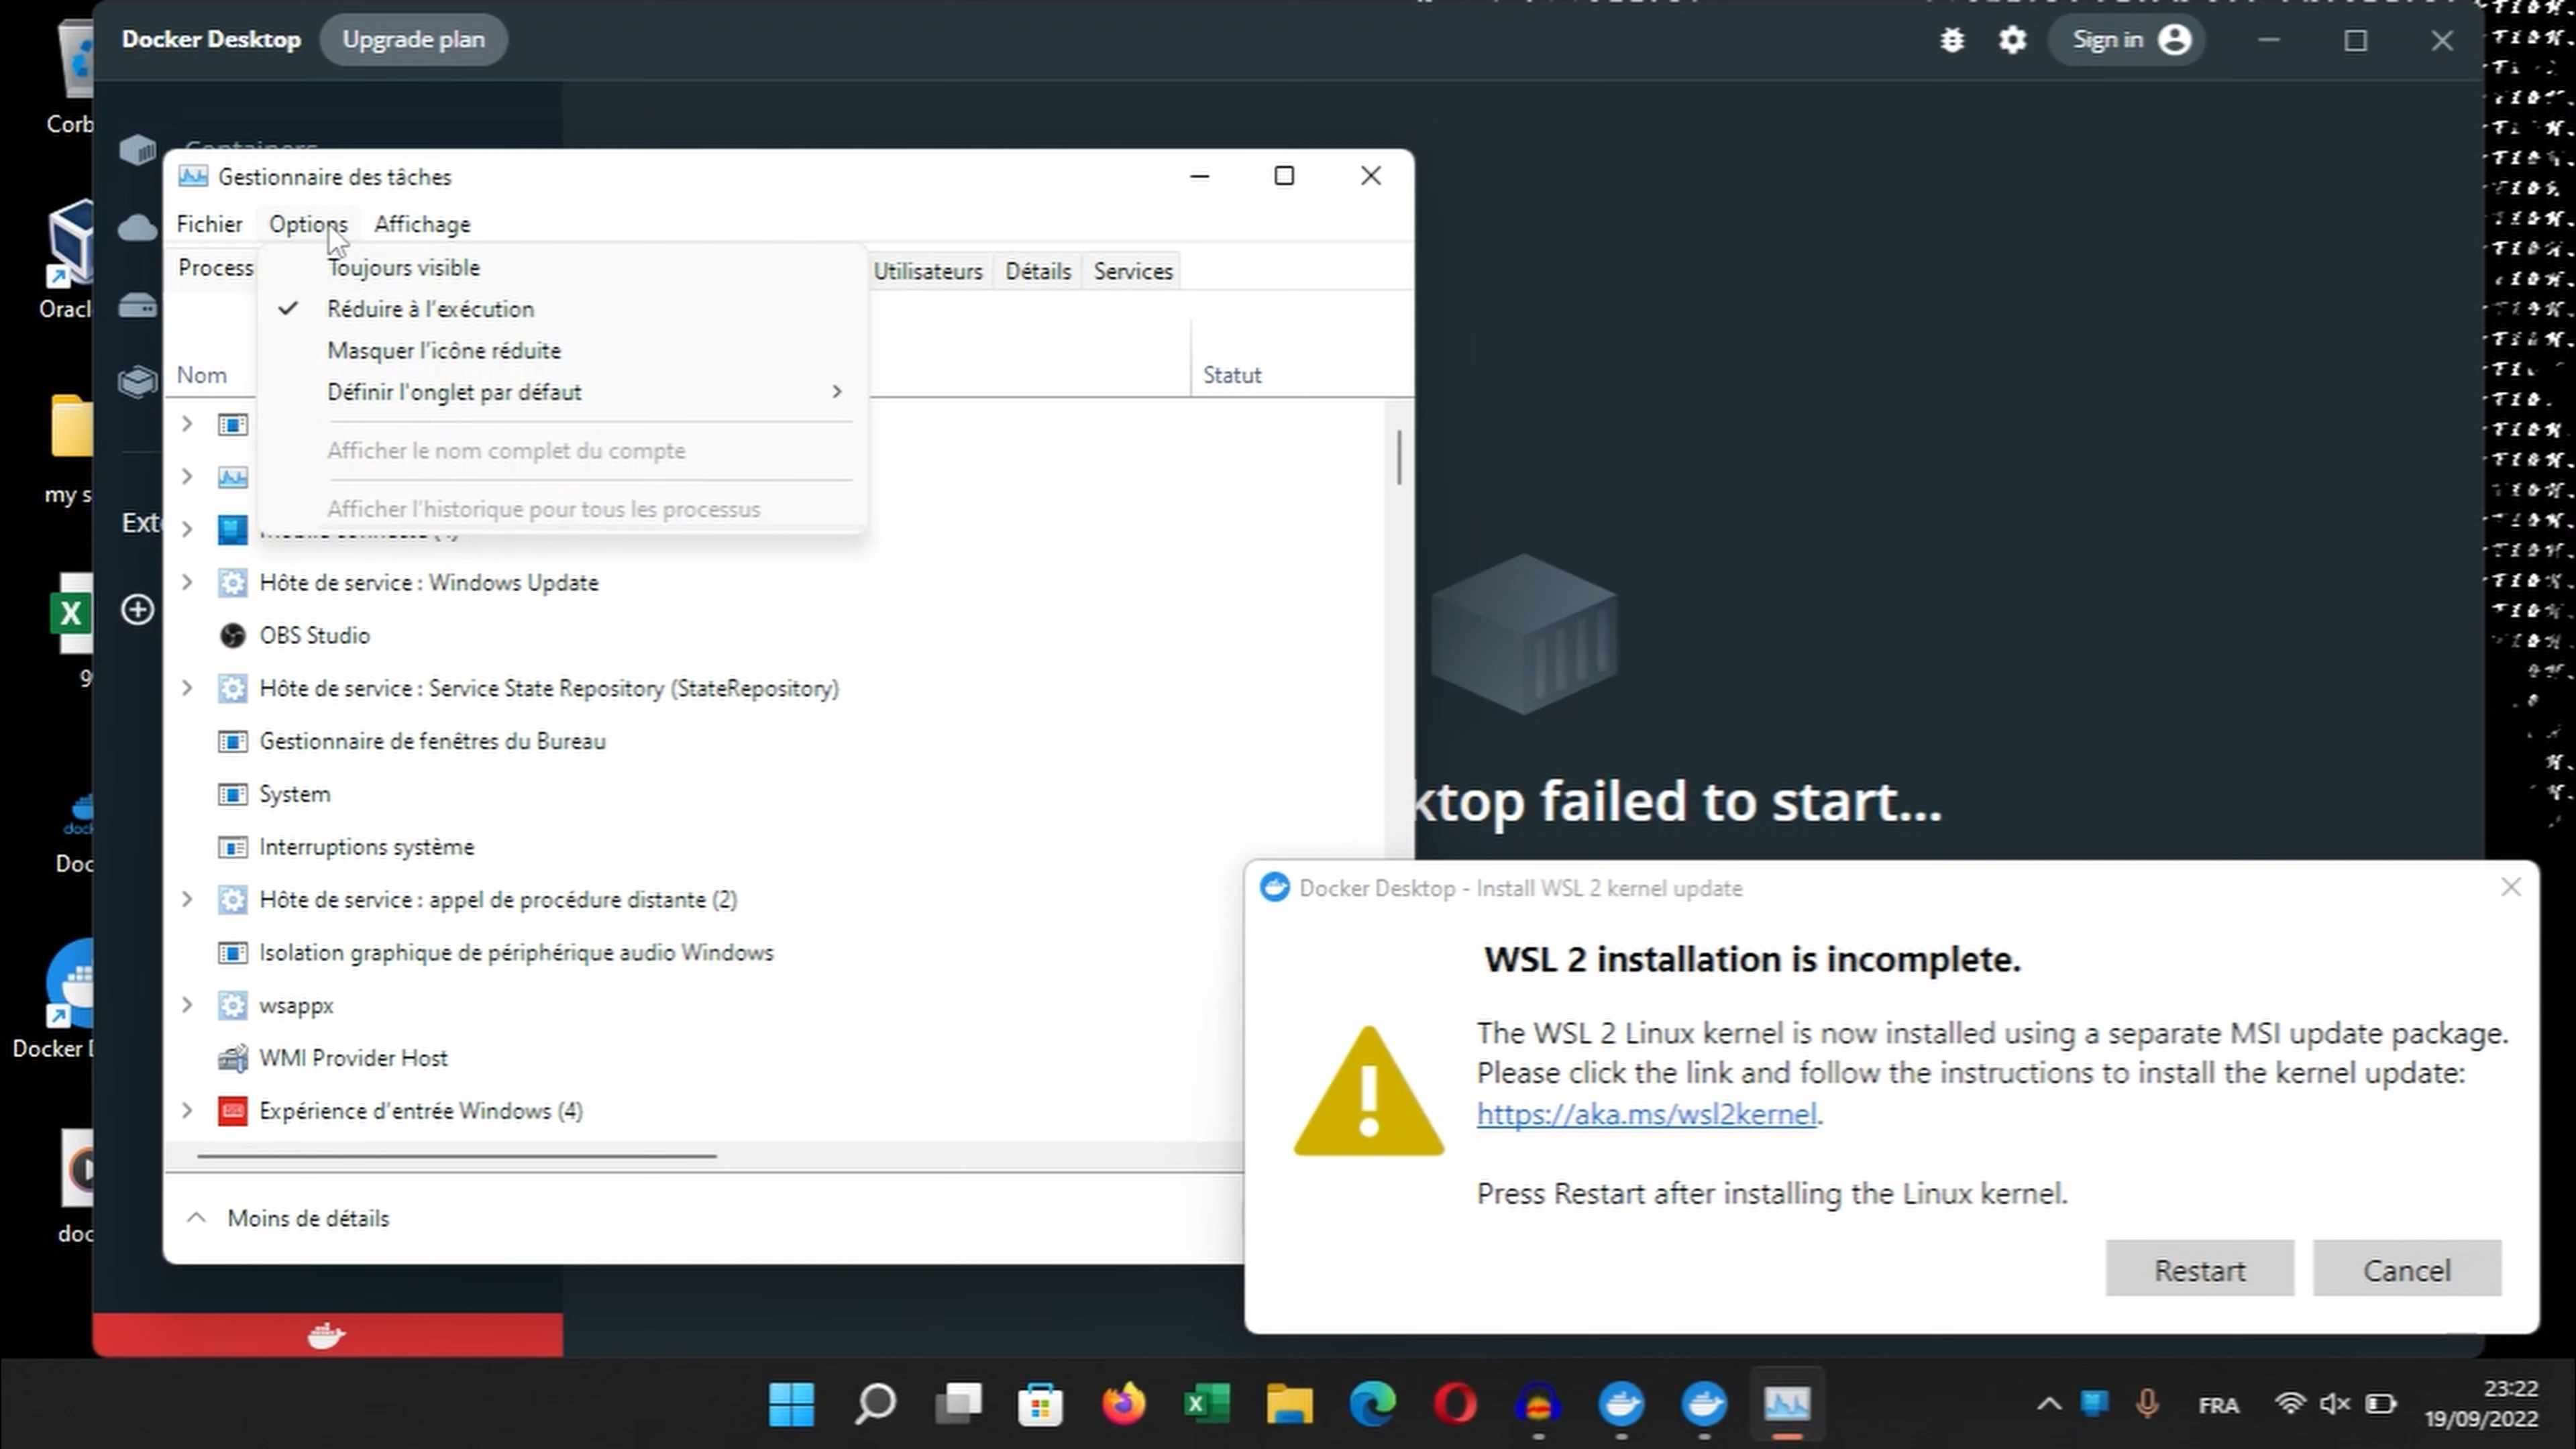 Docker Desktop
Upgrade plan
Sign in
Containers
Gestionnaire des tâches
Fichier
Options
Affichage
Toujours visible
Réduire à l'exécution
Masquer l'icône réduite
Définir l'onglet par défaut
Afficher le nom complet du compte
Afficher l'historique pour tous les processus
Process
Utilisateurs
Détails
Services
Nom
Statut
Hôte de service : Windows Update
OBS Studio
Hôte de service : Service State Repository (StateRepository)
Gestionnaire de fenêtres du Bureau
System
Interruptions système
Hôte de service : appel de procédure distante (2)
Isolation graphique de périphérique audio Windows
wsappx
WMI Provider Host
Expérience d'entrée Windows (4)
Moins de détails
Corb
Oracl
my s
9
Doc
Docker D
doc
Exte
ktop failed to start...
Docker Desktop - Install WSL 2 kernel update
WSL 2 installation is incomplete.
The WSL 2 Linux kernel is now installed using a separate MSI update package.
Please click the link and follow the instructions to install the kernel update:
https://aka.ms/wsl2kernel.
Press Restart after installing the Linux kernel.
Restart
Cancel
FRA
23:22
19/09/2022